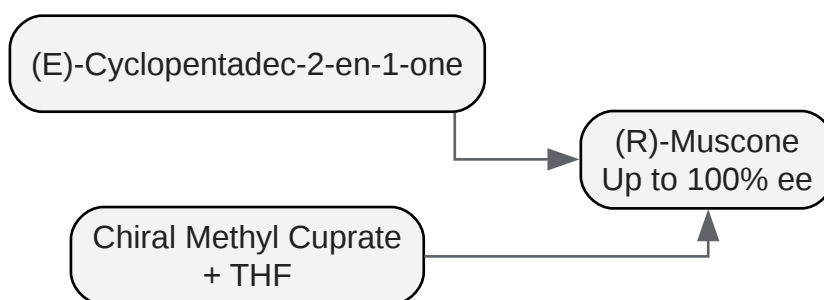 (E)-Cyclopentadec-2-en-1-one
(R)-Muscone
Up to 100% ee
Chiral Methyl Cuprate
+ THF